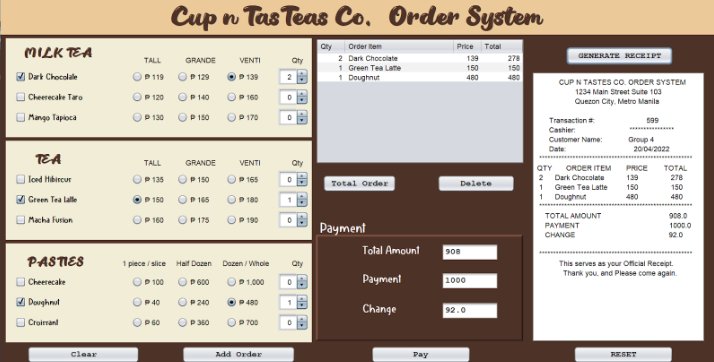 Cup n TasTeas Co. Order System
MILK TEA
TALL GRANDE VENTI Qty
Dark Chocolate ₱ 119 ₱ 129 ₱ 139 2
Cheerecake Taro ₱ 120 ₱ 140 ₱ 160 0
Mango Tapioca ₱ 130 ₱ 150 ₱ 170 0
TEA
TALL GRANDE VENTI Qty
Iced Hibiscus ₱ 135 ₱ 150 ₱ 165 0
Green Tea Latte ₱ 150 ₱ 165 ₱ 180 1
Macha Fusion ₱ 160 ₱ 175 ₱ 190 0
PASTIES
1 piece / slice Half Dozen Dozen / Whole Qty
Cheerecake ₱ 100 ₱ 600 ₱ 1,000 0
Doughnut ₱ 40 ₱ 240 ₱ 480 1
Croissant ₱ 60 ₱ 360 ₱ 700 0
Clear
Add Order
Qty Order Item Price Total
2 Dark Chocolate 139 278
1 Green Tea Latte 150 150
1 Doughnut 480 480
Total Order
Delete
Payment
Total Amount 908
Payment 1000
Change 92.0
Pay
GENERATE RECEIPT
CUP N TASTES CO. ORDER SYSTEM
1234 Main Street Suite 103
Quezon City, Metro Manila
Transaction #: 599
Cashier: ***************
Customer Name: Group 4
Date: 20/04/2022
QTY ORDER ITEM PRICE TOTAL
2 Dark Chocolate 139 278
1 Green Tea Latte 150 150
1 Doughnut 480 480
TOTAL AMOUNT 908.0
PAYMENT 1000.0
CHANGE 92.0
This serves as your Official Receipt.
Thank you, and Please come again.
RESET